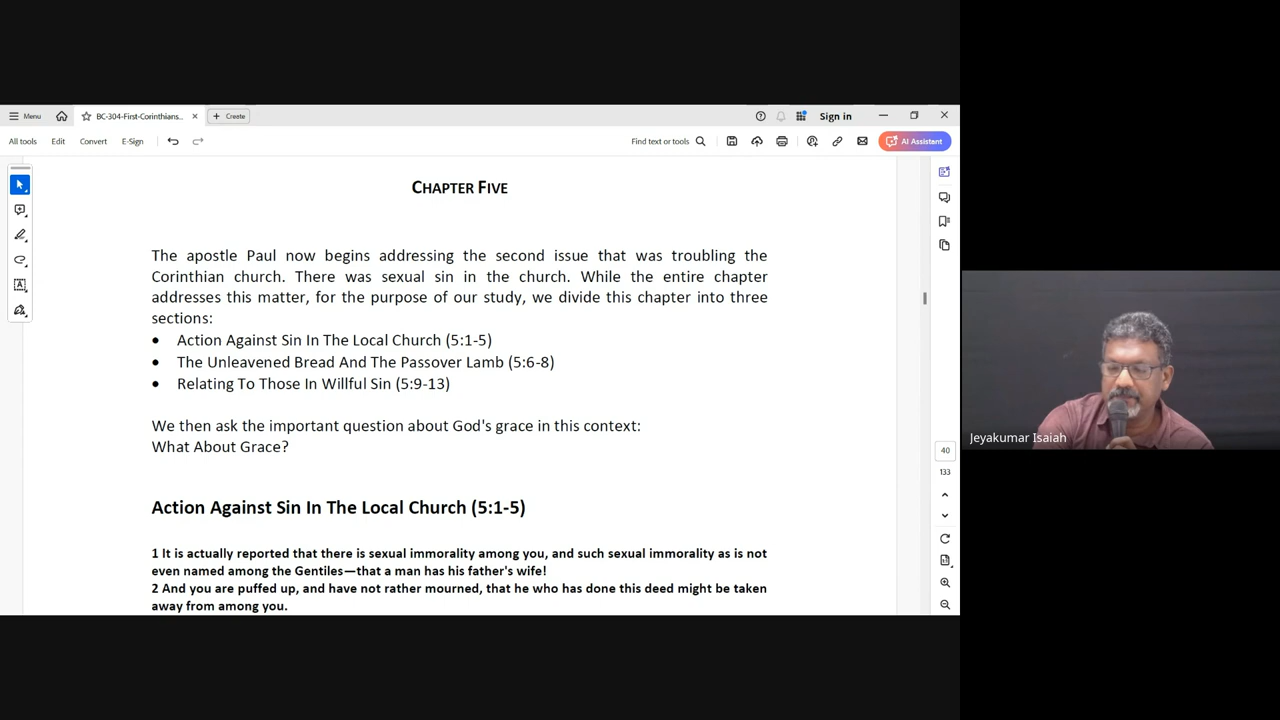 Menu
BC-304-First-Corinthians...
Create
Sign in
All tools
Edit
Convert
E-Sign
Find text or tools
AI Assistant
CHAPTER FIVE
The apostle Paul now begins addressing the second issue that was troubling the
Corinthian church. There was sexual sin in the church. While the entire chapter
addresses this matter, for the purpose of our study, we divide this chapter into three
sections:
• Action Against Sin In The Local Church (5:1-5)
• The Unleavened Bread And The Passover Lamb (5:6-8)
• Relating To Those In Willful Sin (5:9-13)
We then ask the important question about God's grace in this context:
What About Grace?
Action Against Sin In The Local Church (5:1-5)
1 It is actually reported that there is sexual immorality among you, and such sexual immorality as is not
even named among the Gentiles—that a man has his father's wife!
2 And you are puffed up, and have not rather mourned, that he who has done this deed might be taken
away from among you.
40
133
Jeyakumar Isaiah